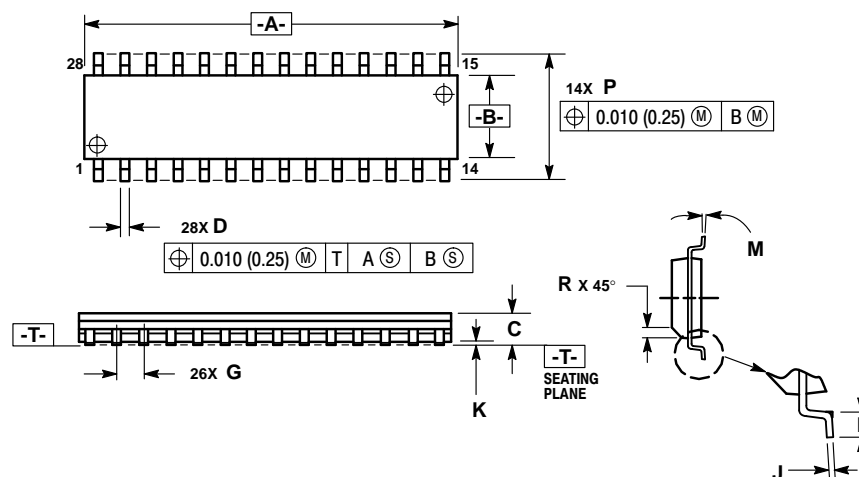 -A-
28
15
14X P
⌖ 0.010 (0.25) Ⓜ B Ⓜ
-B-
1
14
28X D
⌖ 0.010 (0.25) Ⓜ T A Ⓢ B Ⓢ
M
R X 45°
-T-
C
26X G
K
-T-
SEATING
PLANE
J